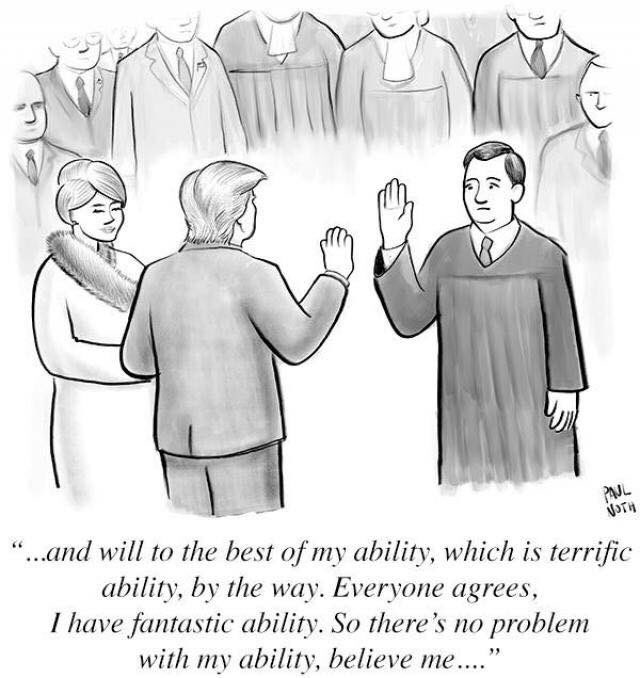 PAUL
NOTH
“...and will to the best of my ability, which is terrific
ability, by the way. Everyone agrees,
I have fantastic ability. So there’s no problem
with my ability, believe me....”